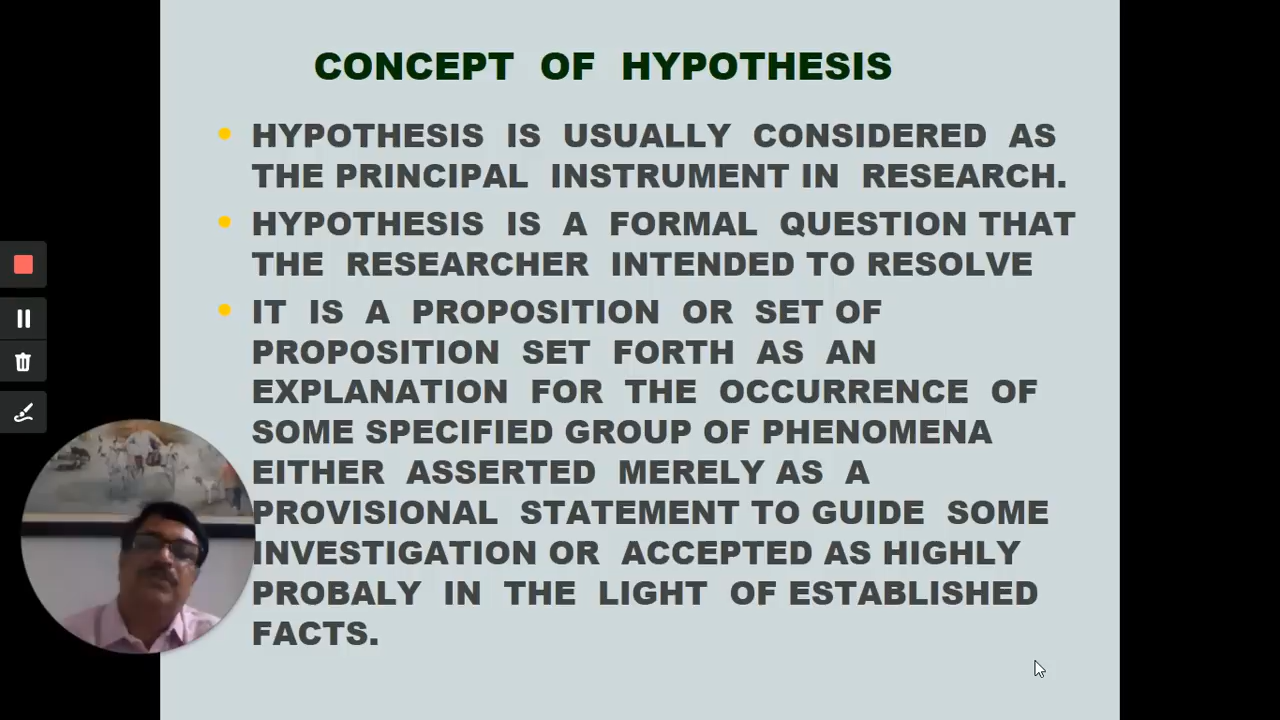 CONCEPT OF HYPOTHESIS
HYPOTHESIS IS USUALLY CONSIDERED AS
THE PRINCIPAL INSTRUMENT IN RESEARCH.
HYPOTHESIS IS A FORMAL QUESTION THAT
THE RESEARCHER INTENDED TO RESOLVE
IT IS A PROPOSITION OR SET OF
PROPOSITION SET FORTH AS AN
EXPLANATION FOR THE OCCURRENCE OF
SOME SPECIFIED GROUP OF PHENOMENA
EITHER ASSERTED MERELY AS A
PROVISIONAL STATEMENT TO GUIDE SOME
INVESTIGATION OR ACCEPTED AS HIGHLY
PROBALY IN THE LIGHT OF ESTABLISHED
FACTS.